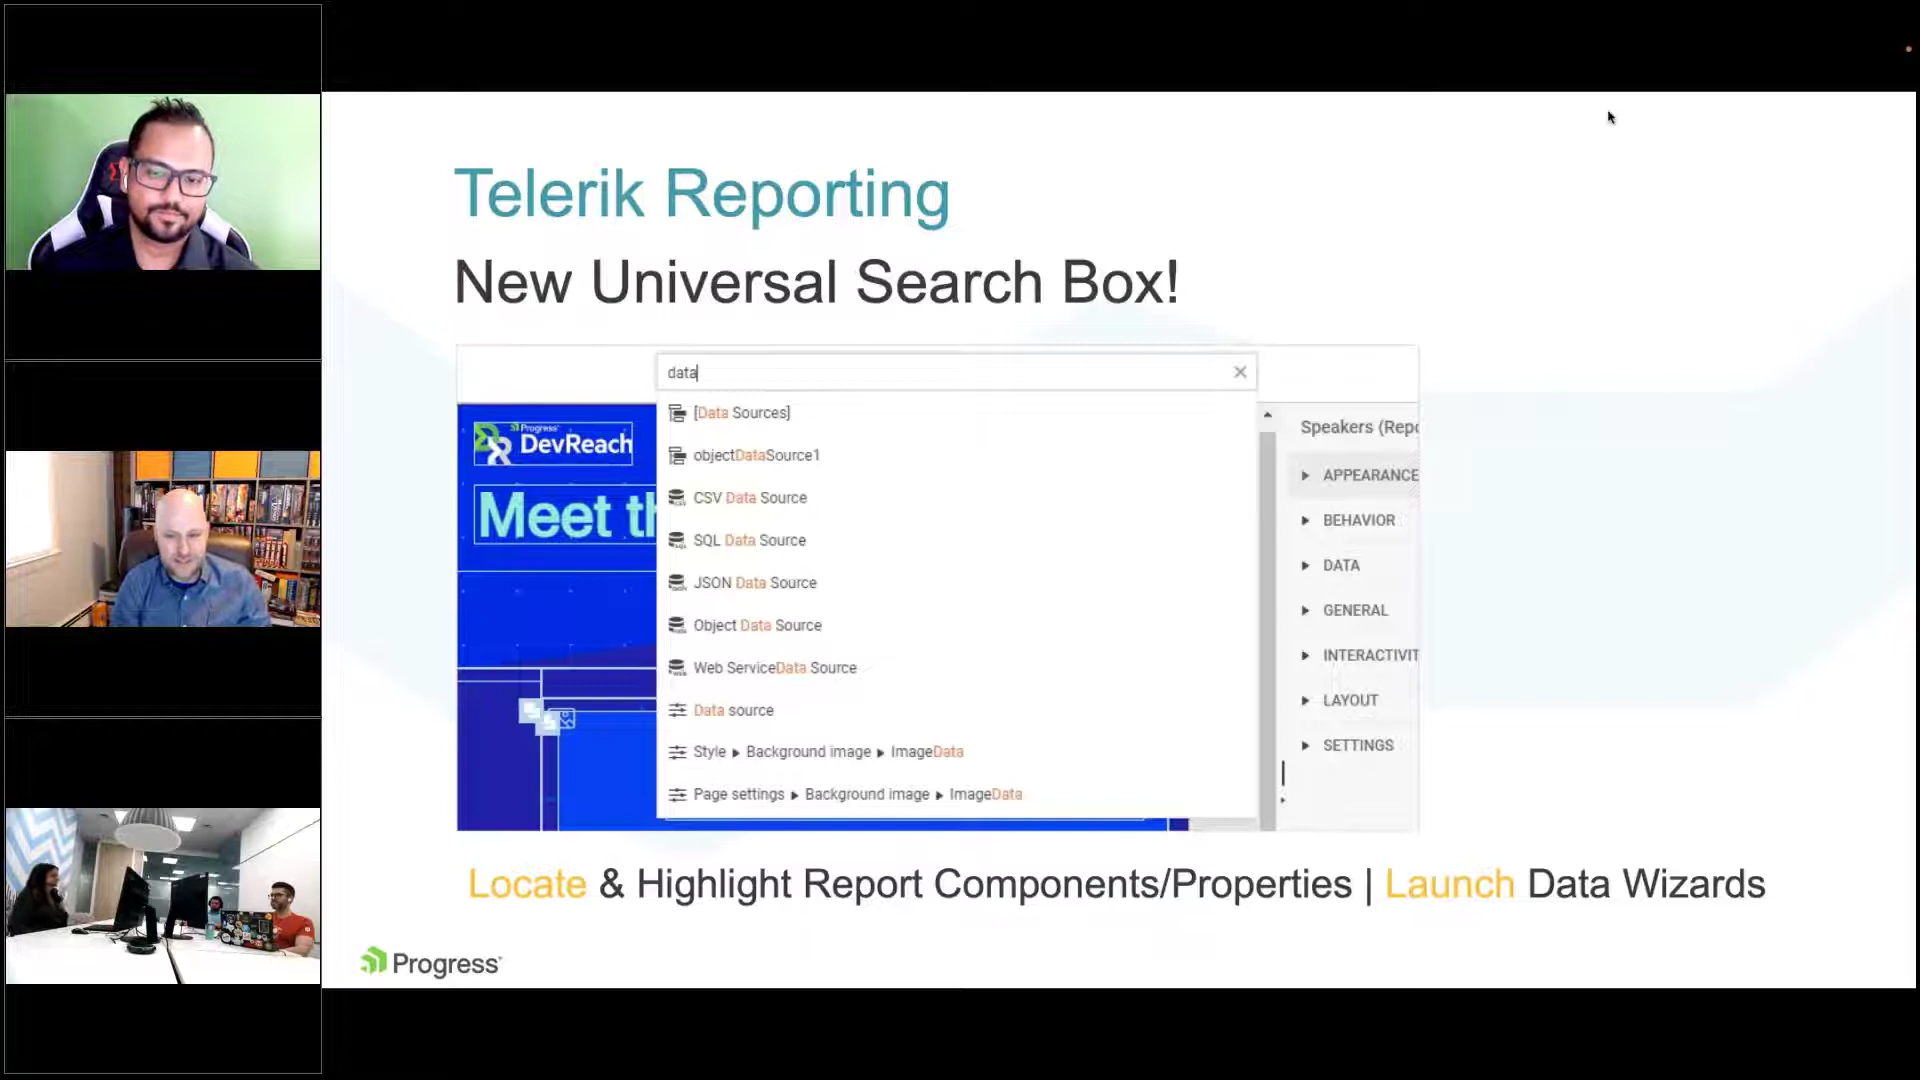 Telerik Reporting
New Universal Search Box!
data
[Data Sources]
objectDataSource1
CSV Data Source
SQL Data Source
JSON Data Source
Object Data Source
Web ServiceData Source
Data source
Style ▸ Background image ▸ ImageData
Page settings ▸ Background image ▸ ImageData
Progress
DevReach
Meet th
Speakers (Repo
APPEARANCE
BEHAVIOR
DATA
GENERAL
INTERACTIVIT
LAYOUT
SETTINGS
Locate & Highlight Report Components/Properties | Launch Data Wizards
Progress